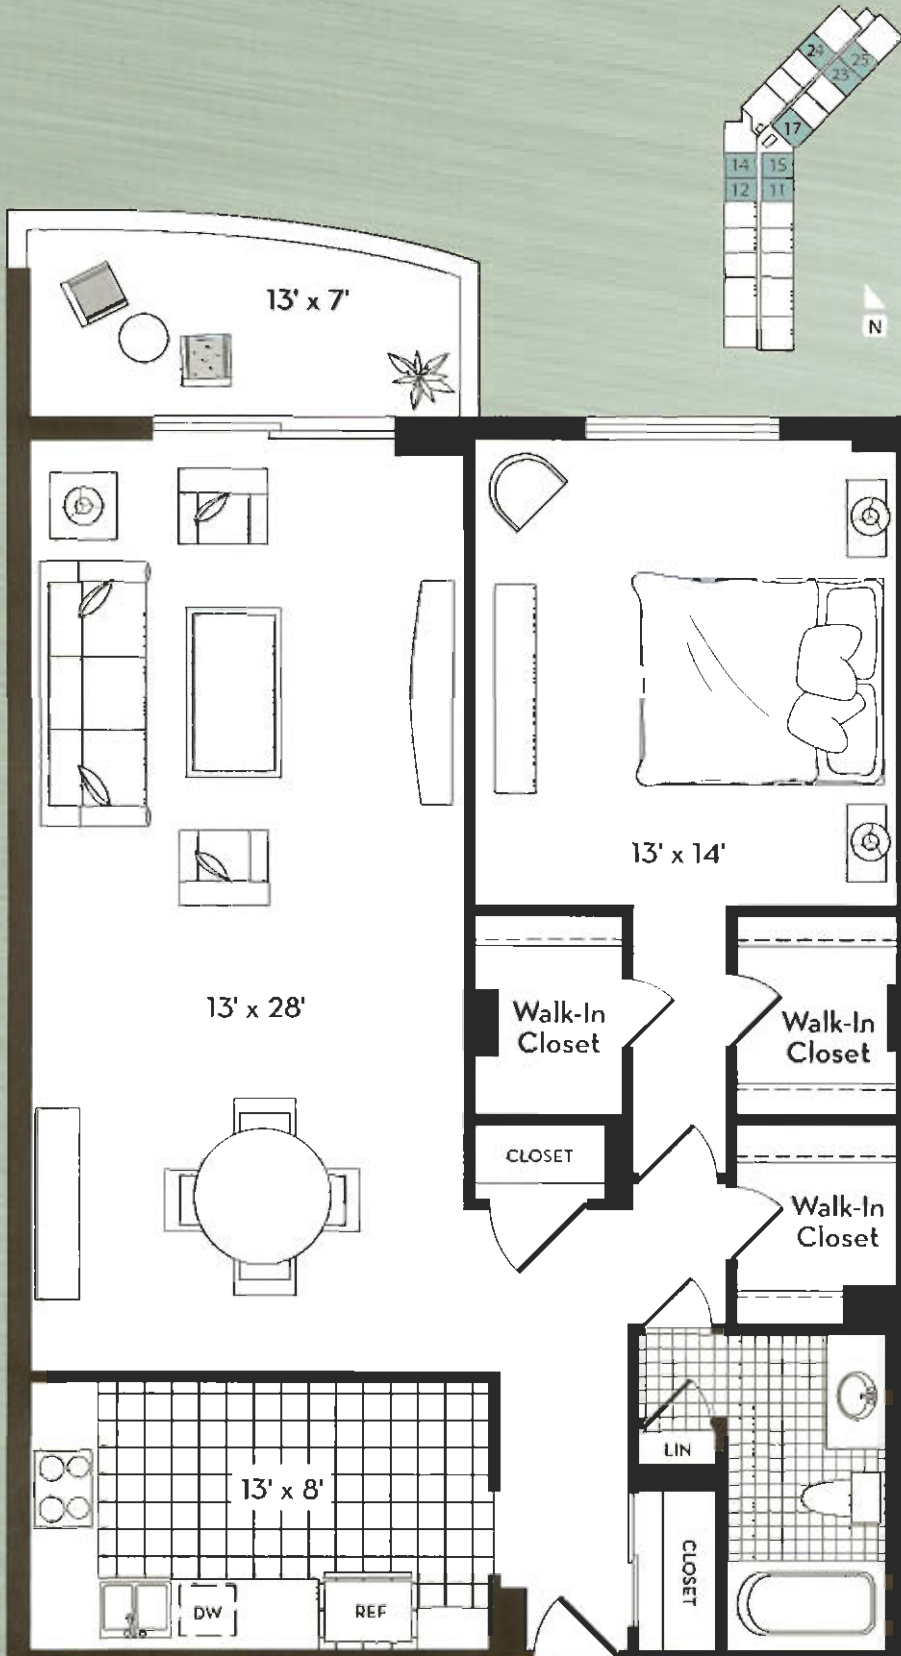 24
25
23
17
14 15
12 11
N
13' x 7'
13' x 14'
13' x 28'
Walk-In
Closet
Walk-In
Closet
CLOSET
Walk-In
Closet
LIN
13' x 8'
CLOSET
DW
REF